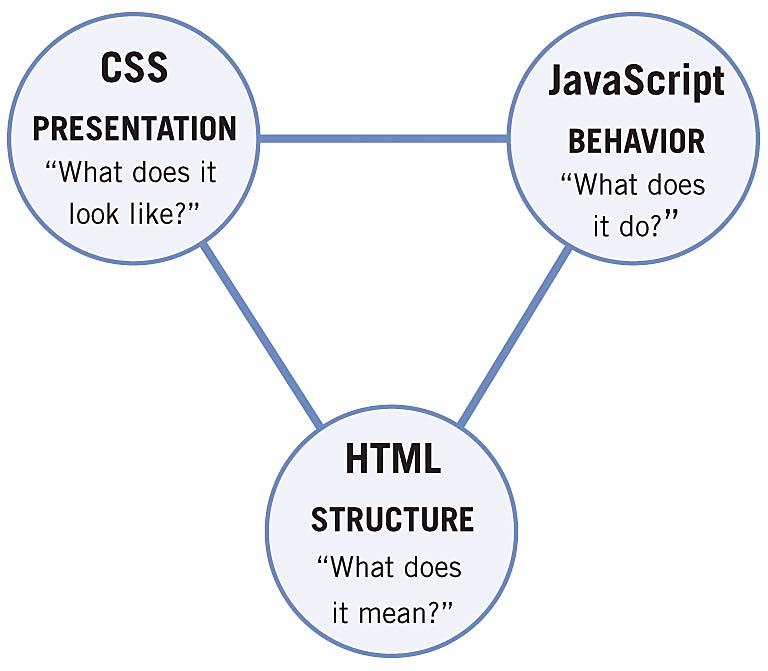 CSS
PRESENTATION
“What does it
look like?”
JavaScript
BEHAVIOR
“What does
it do?”
HTML
STRUCTURE
“What does
it mean?”